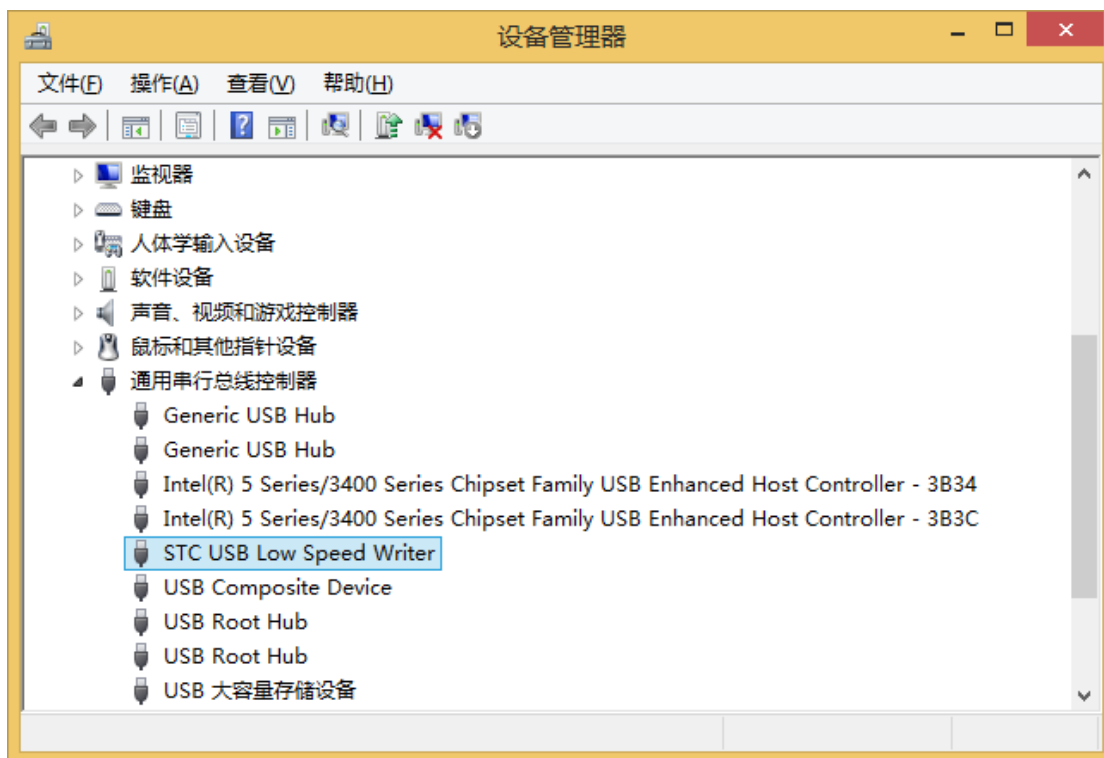 设备管理器
文件(F) 操作(A) 查看(V) 帮助(H)
监视器
键盘
人体学输入设备
软件设备
声音、视频和游戏控制器
鼠标和其他指针设备
通用串行总线控制器
Generic USB Hub
Generic USB Hub
Intel(R) 5 Series/3400 Series Chipset Family USB Enhanced Host Controller - 3B34
Intel(R) 5 Series/3400 Series Chipset Family USB Enhanced Host Controller - 3B3C
STC USB Low Speed Writer
USB Composite Device
USB Root Hub
USB Root Hub
USB 大容量存储设备